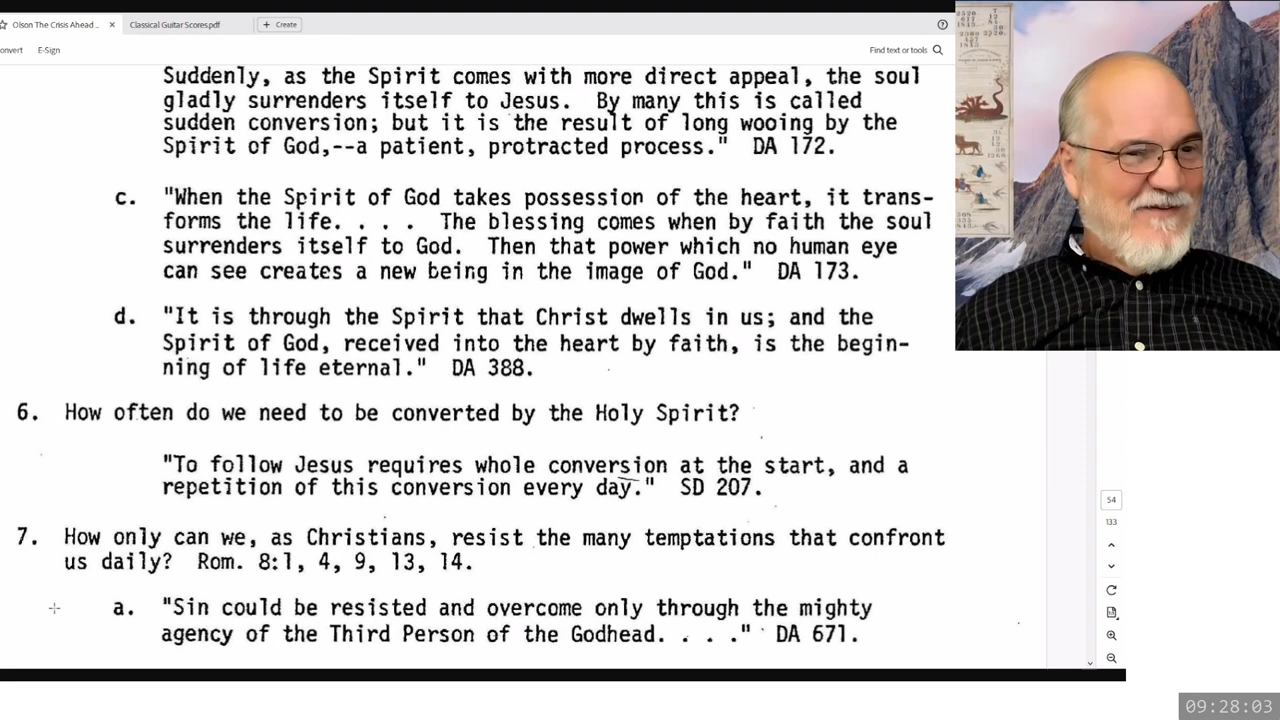 Olson The Crisis Ahead ..
Classical Guitar Scores.pdf
Create
onvert
E-Sign
Find text or tools
Suddenly, as the Spirit comes with more direct appeal, the soul
gladly surrenders itself to Jesus. By many this is called
sudden conversion; but it is the result of long wooing by the
Spirit of God,--a patient, protracted process." DA 172.
c. "When the Spirit of God takes possession of the heart, it trans-
forms the life. . . . The blessing comes when by faith the soul
surrenders itself to God. Then that power which no human eye
can see creates a new being in the image of God." DA 173.
d. "It is through the Spirit that Christ dwells in us; and the
Spirit of God, received into the heart by faith, is the begin-
ning of life eternal." DA 388.
6. How often do we need to be converted by the Holy Spirit?
"To follow Jesus requires whole conversion at the start, and a
repetition of this conversion every day." SD 207.
7. How only can we, as Christians, resist the many temptations that confront
us daily? Rom. 8:1, 4, 9, 13, 14.
a. "Sin could be resisted and overcome only through the mighty
agency of the Third Person of the Godhead. . . ." DA 671.
54
133
09:28:03